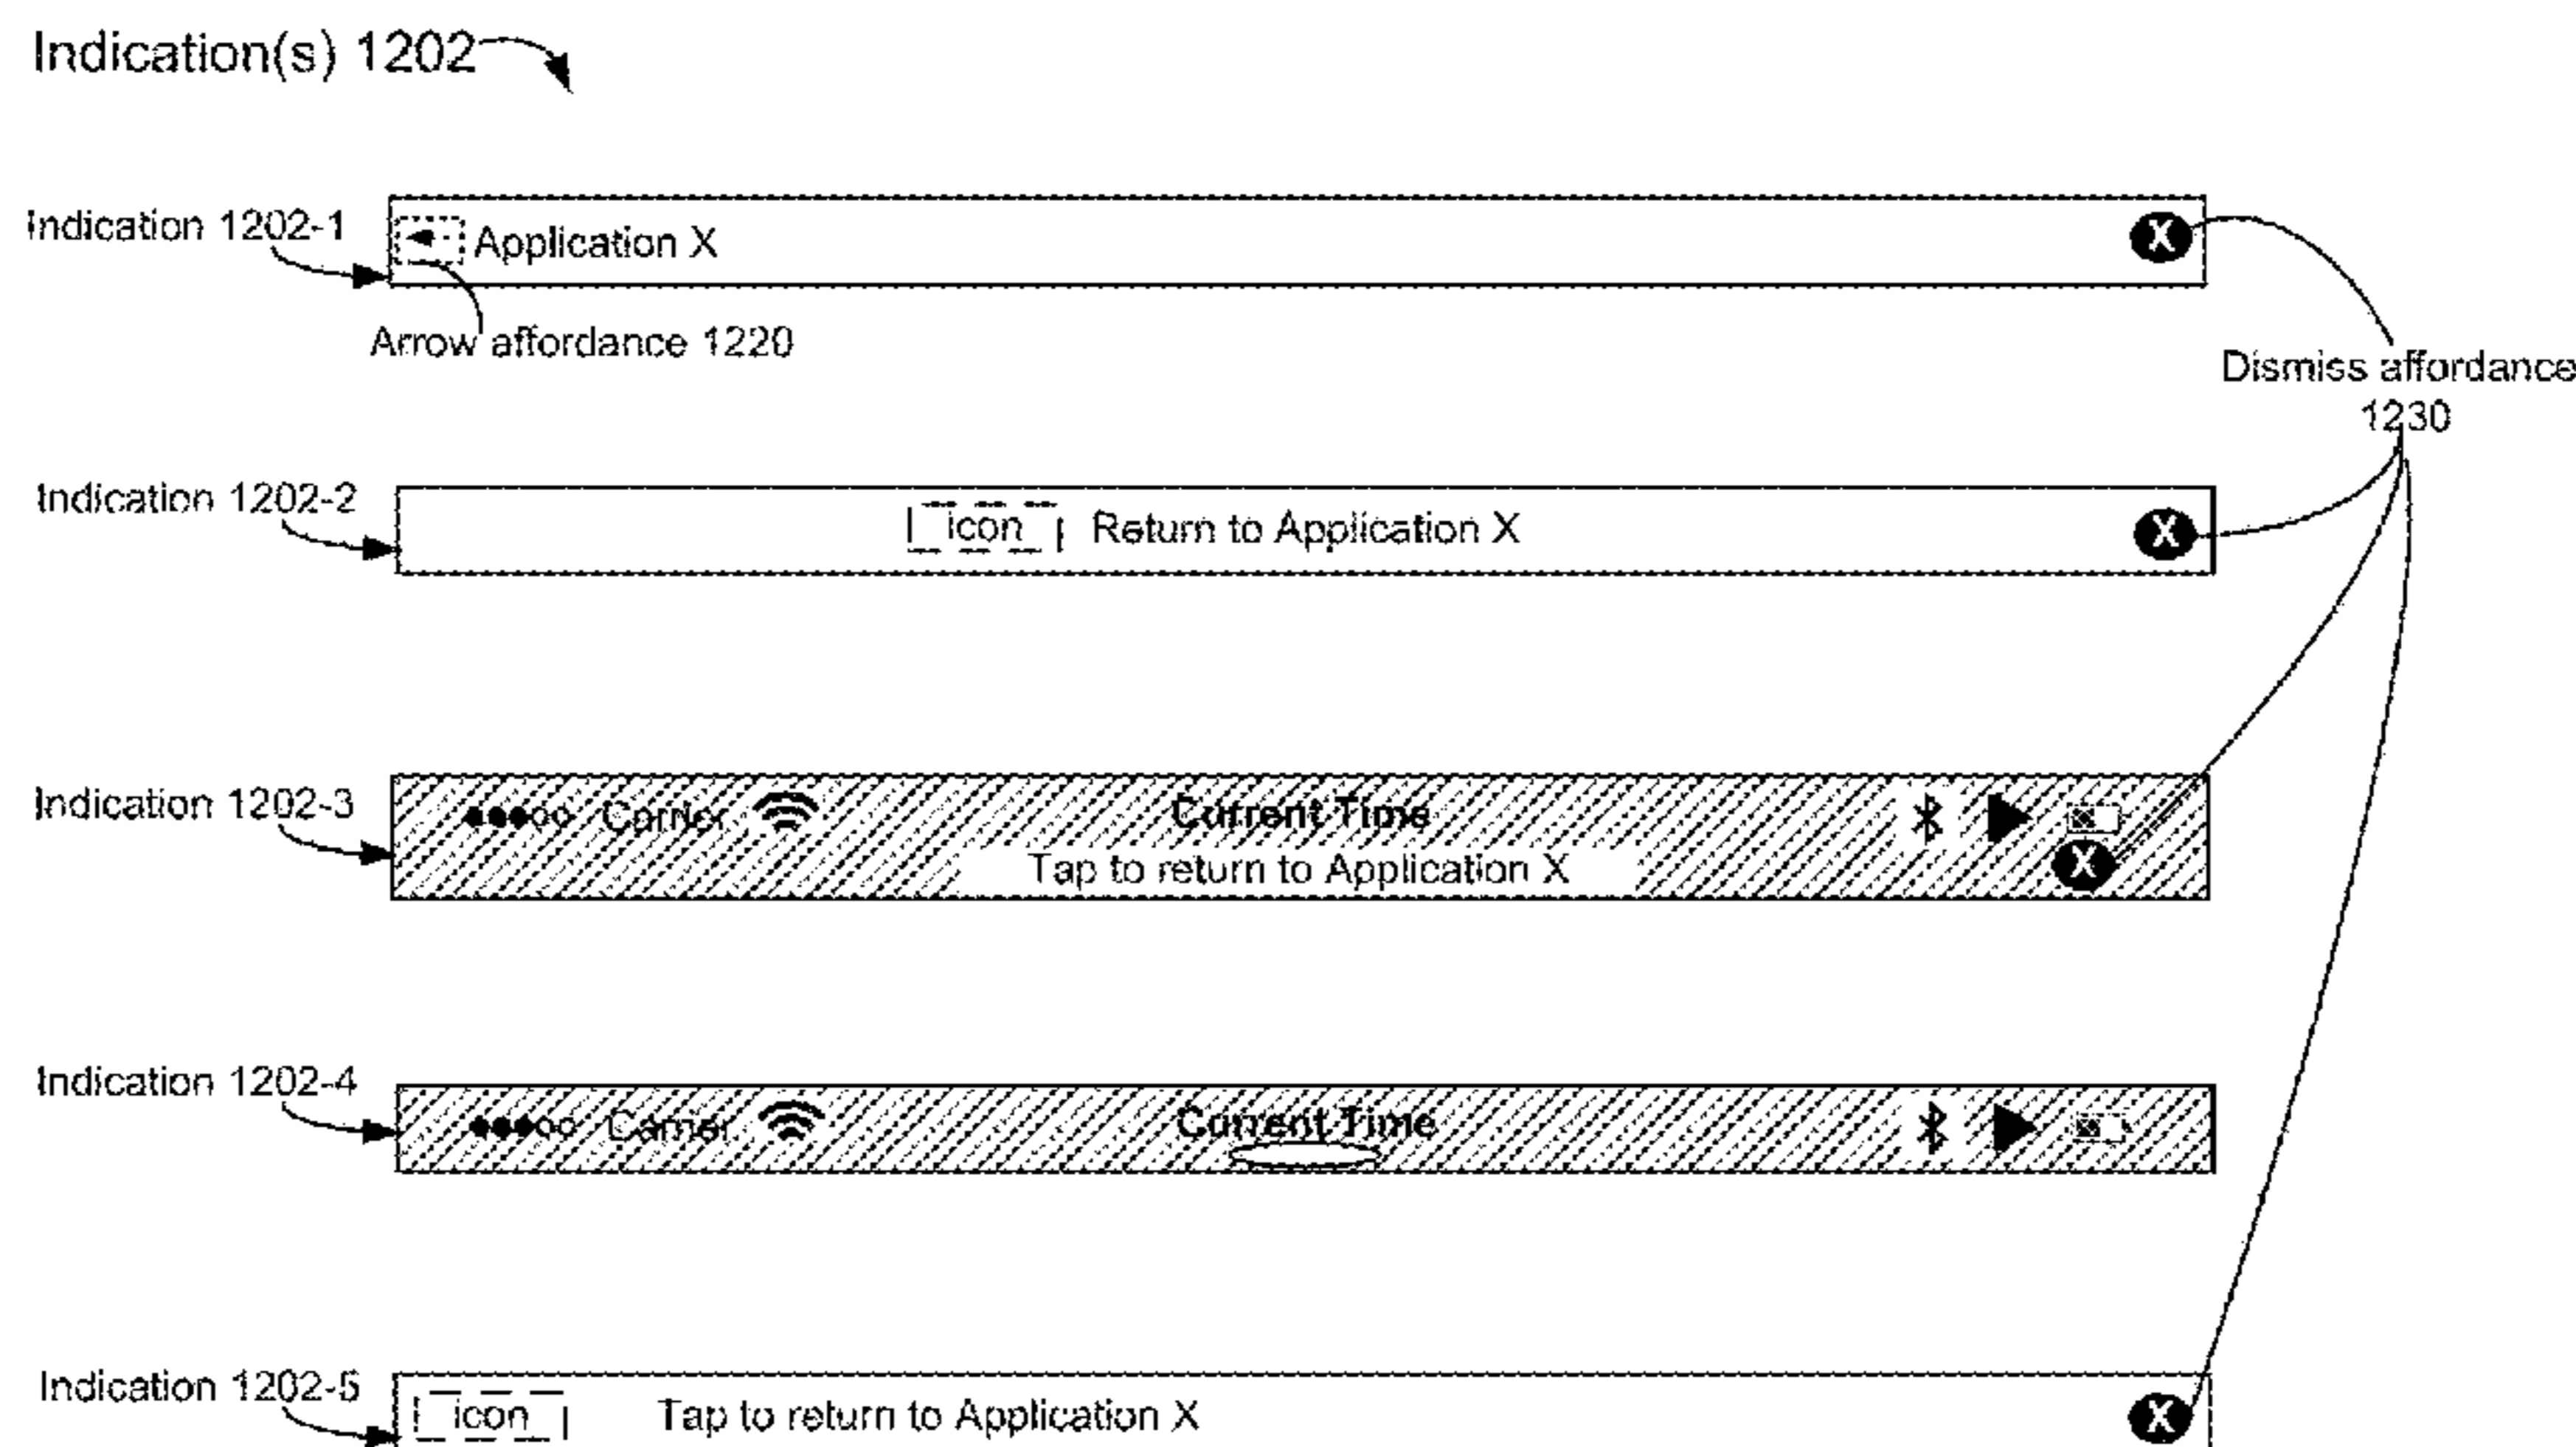 Indication(s) 1202
Indication 1202-1
Application X
X
Arrow affordance 1220
Dismiss affordance
1230
Indication 1202-2
icon
Return to Application X
X
Indication 1202-3
Carrier
Current Time
Tap to return to Application X
X
Indication 1202-4
Carrier
Current Time
Indication 1202-5
icon
Tap to return to Application X
X